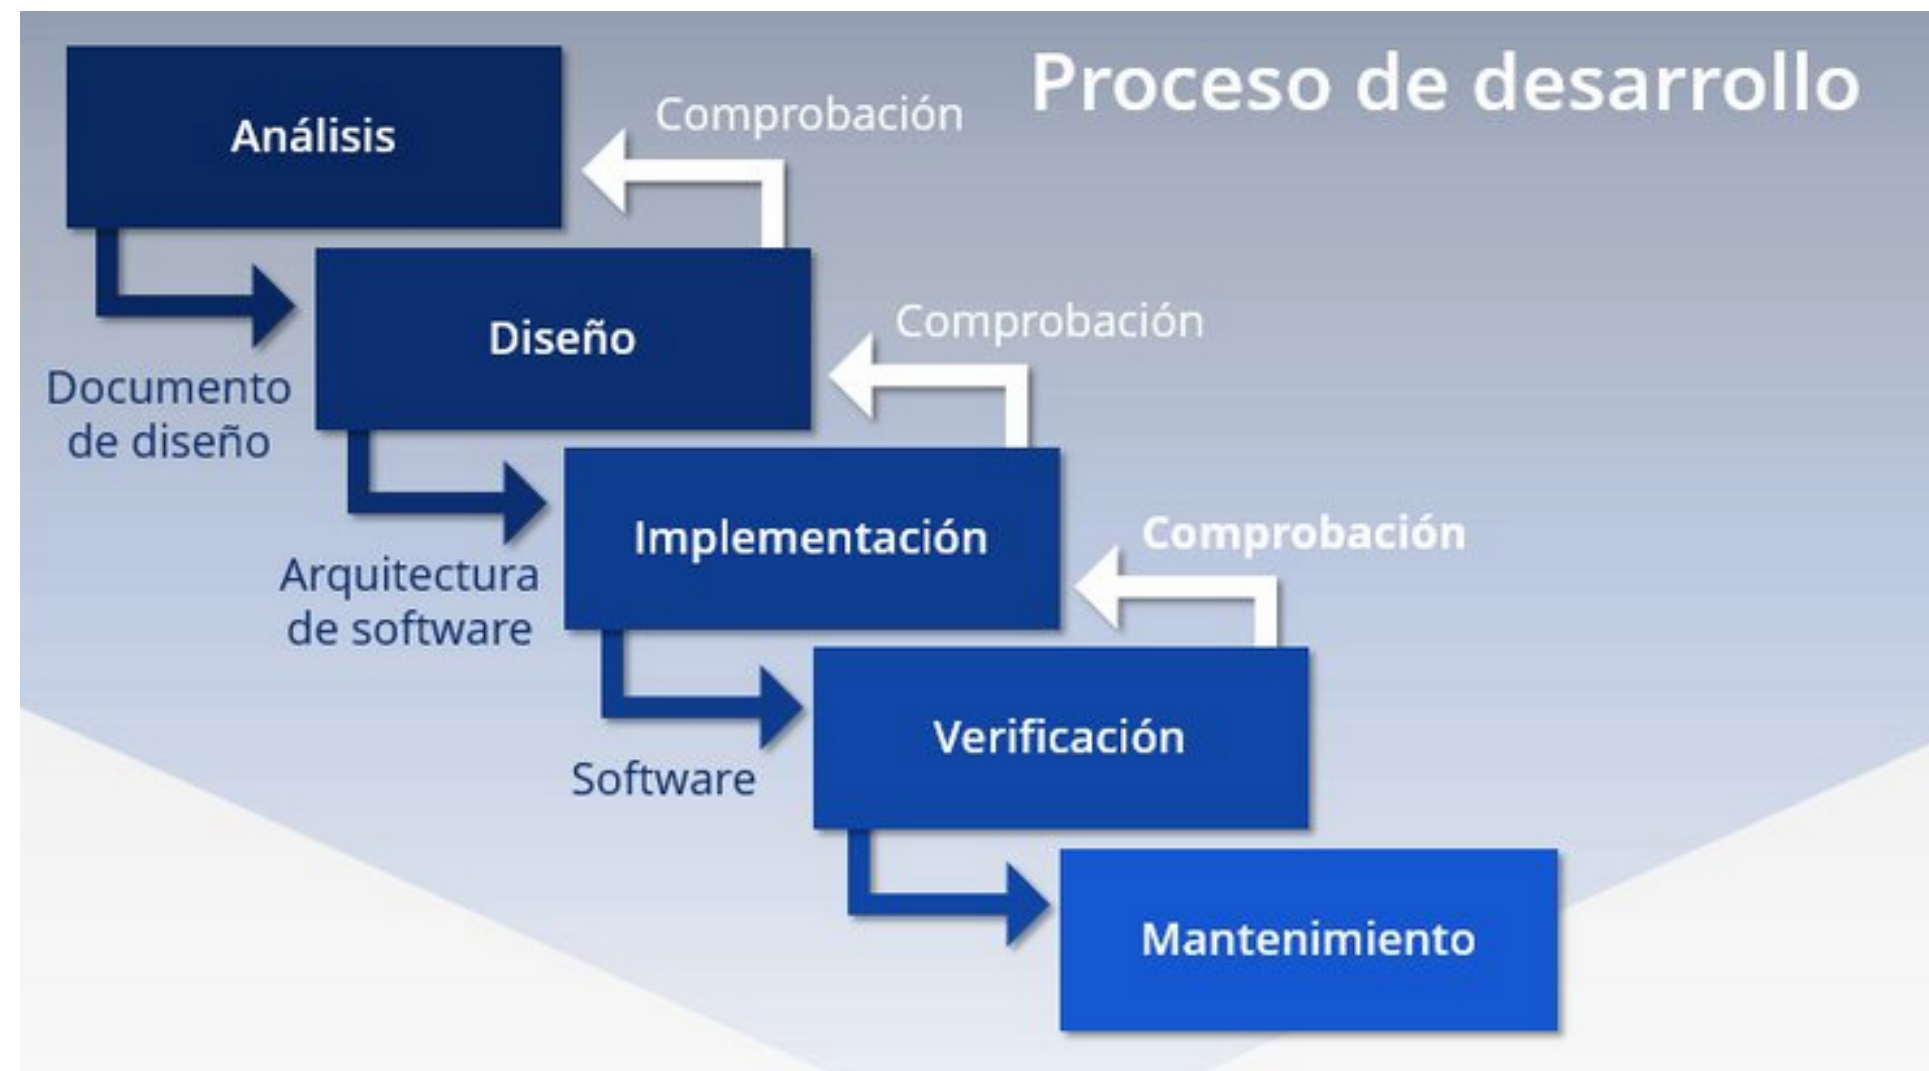 Proceso de desarrollo
Análisis
Comprobación
Documento
de diseño
Diseño
Comprobación
Arquitectura
de software
Implementación
Comprobación
Software
Verificación
Mantenimiento